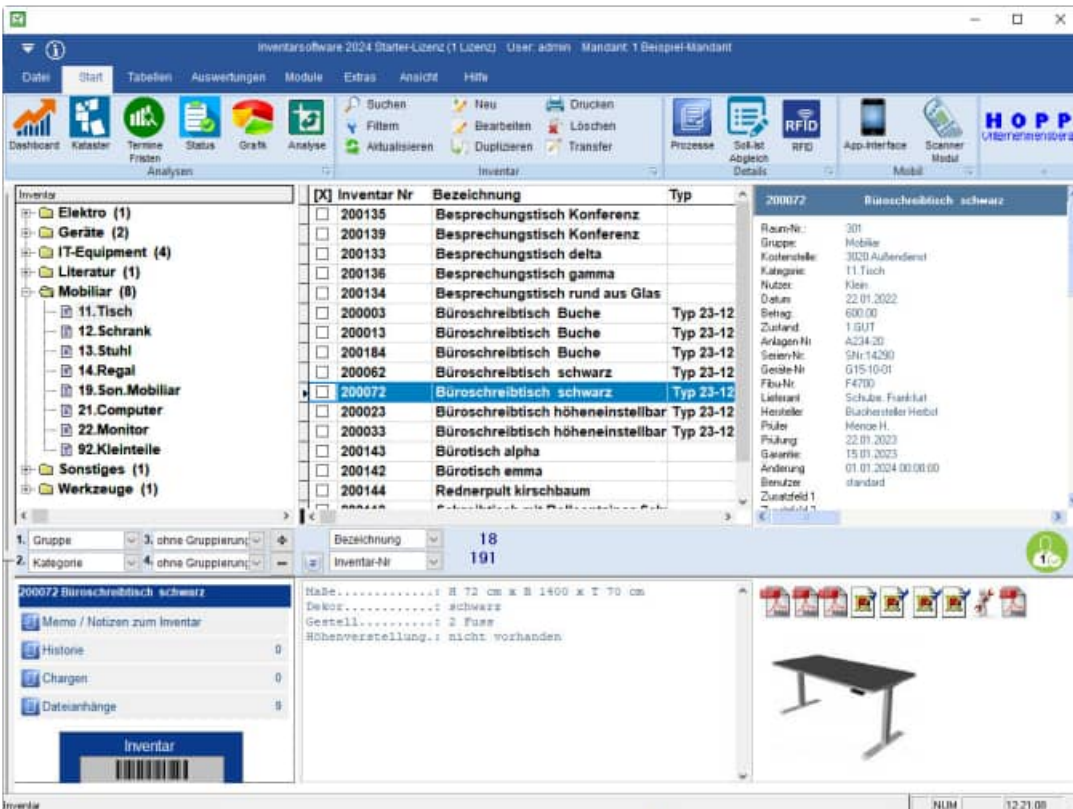 Inventarsoftware 2024 Starter-Lizenz (1 Lizenz) User: admin Mandant: 1 Beispiel-Mandant
Datei Start Tabellen Auswertungen Module Extras Ansicht Hilfe
Dashboard Kataster Termine Fristen Status Grafik Analyse
Analysen
Suchen Neu Drucken
Filtern Bearbeiten Löschen
Aktualisieren Duplizieren Transfer
Inventar
Prozesse Soll-Ist Abgleich RFID
RFID
Details
App-Interface Scanner Modul
Mobil
HOPP
Unternehmensbera
Inventar
Elektro (1)
Geräte (2)
IT-Equipment (4)
Literatur (1)
Mobiliar (8)
11.Tisch
12.Schrank
13.Stuhl
14.Regal
19.Son.Mobiliar
21.Computer
22.Monitor
92.Kleinteile
Sonstiges (1)
Werkzeuge (1)
[X] Inventar Nr Bezeichnung Typ
200135 Besprechungstisch Konferenz
200139 Besprechungstisch Konferenz
200133 Besprechungstisch delta
200136 Besprechungstisch gamma
200134 Besprechungstisch rund aus Glas
200003 Büroschreibtisch Buche Typ 23-12
200013 Büroschreibtisch Buche Typ 23-12
200184 Büroschreibtisch Buche Typ 23-12
200062 Büroschreibtisch schwarz Typ 23-12
200072 Büroschreibtisch schwarz Typ 23-12
200023 Büroschreibtisch höheneinstellbar Typ 23-12
200033 Büroschreibtisch höheneinstellbar Typ 23-12
200143 Bürotisch alpha
200142 Bürotisch emma
200144 Rednerpult kirschbaum
200072 Büroschreibtisch schwarz
Raum-Nr.: 301
Gruppe: Mobiliar
Kostenstelle: 3020 Außendienst
Kategorie: 11.Tisch
Nutzer: Klein
Datum 22.01.2022
Betrag: 600.00
Zustand: 1.GUT
Anlagen-Nr A234-20
Serien-Nr. SNr:14290
Geräte-Nr G15-10-01
Fibu-Nr. F4700
Lieferant Schube, Frankfurt
Hersteller Bürohersteller Herbst
Prüfer Menge H.
Prüfung: 22.01.2023
Garantie: 15.01.2023
Änderung 01.01.2024 00:00:00
Benutzer standard
Zusatzfeld 1
1. Gruppe 3. ohne Gruppierung
2. Kategorie 4. ohne Gruppierung
Bezeichnung 18
Inventar-Nr 191
1
200072 Büroschreibtisch schwarz
Memo / Notizen zum Inventar
Historie 0
Chargen 0
Dateianhänge 9
Inventar
Maße.............: H 72 cm x B 1400 x T 70 cm
Dekor............: schwarz
Gestell..........: 2 Fuss
Höhenverstellung.: nicht vorhanden
Inventar NUM 12:21:08